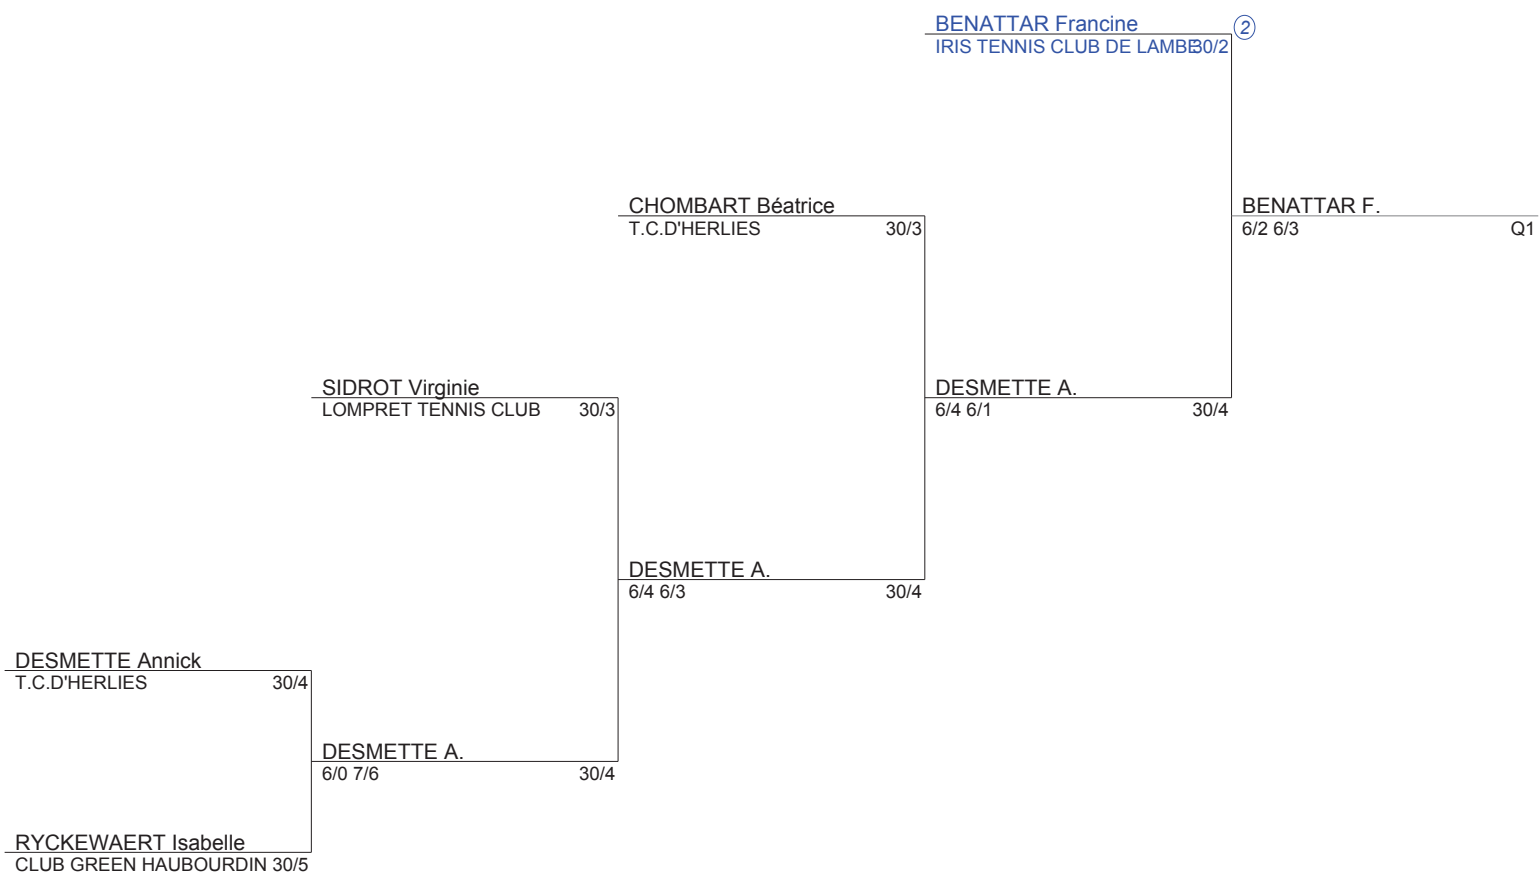 BENATTAR Francine
2
IRIS TENNIS CLUB DE LAMBE 30/2
CHOMBART Béatrice
T.C.D'HERLIES 30/3
BENATTAR F.
6/2 6/3 Q1
SIDROT Virginie
LOMPRET TENNIS CLUB 30/3
DESMETTE A.
6/4 6/1 30/4
DESMETTE A.
6/4 6/3 30/4
DESMETTE Annick
T.C.D'HERLIES 30/4
DESMETTE A.
6/0 7/6 30/4
RYCKEWAERT Isabelle
CLUB GREEN HAUBOURDIN 30/5